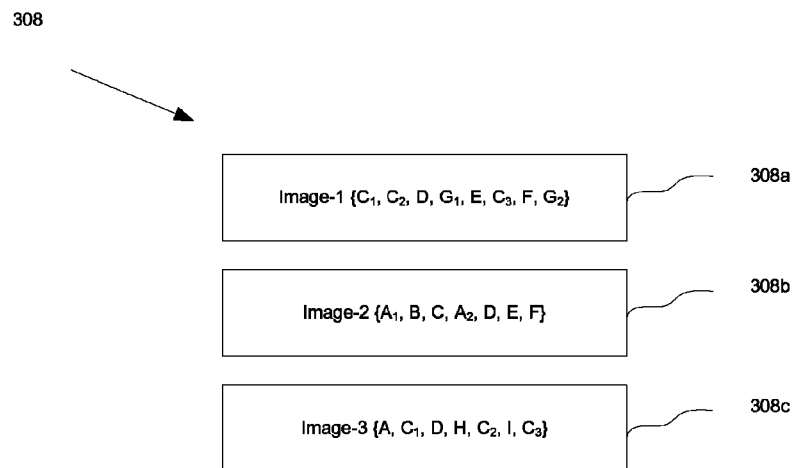 308
308a
Image-1 {C₁, C₂, D, G₁, E, C₃, F, G₂}
308b
Image-2 {A₁, B, C, A₂, D, E, F}
308c
Image-3 {A, C₁, D, H, C₂, I, C₃}